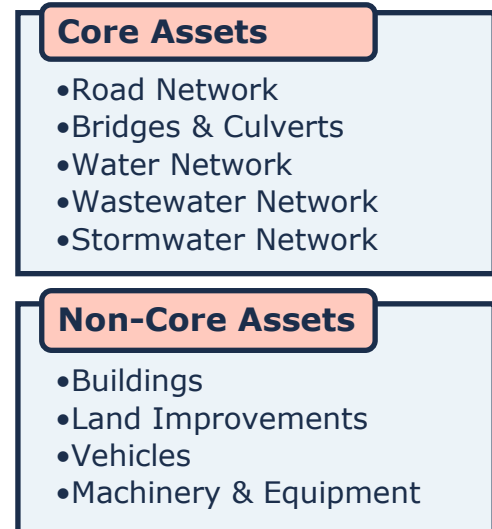 Core Assets
•Road Network
•Bridges & Culverts
•Water Network
•Wastewater Network
•Stormwater Network
Non-Core Assets
•Buildings
•Land Improvements
•Vehicles
•Machinery & Equipment